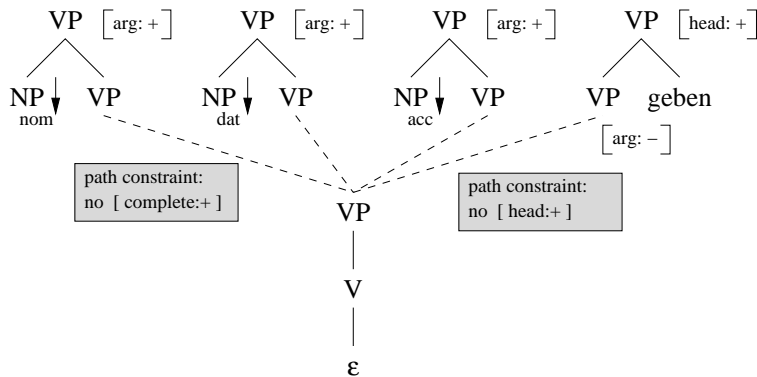 VP [arg: +] VP [arg: +] VP [arg: +] VP [head: +]
NP↓ VP NP↓ VP NP↓ VP VP geben
nom dat acc
[arg: −]
path constraint: path constraint:
no [ complete:+ ] no [ head:+ ]
VP
V
ε